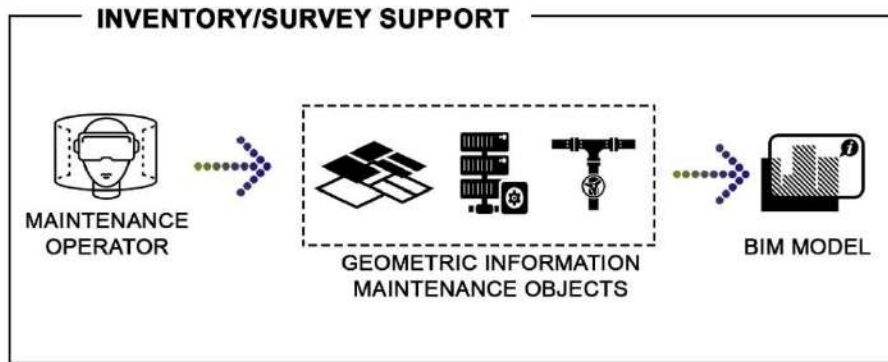 INVENTORY/SURVEY SUPPORT
MAINTENANCE
OPERATOR
GEOMETRIC INFORMATION
MAINTENANCE OBJECTS
BIM MODEL
i